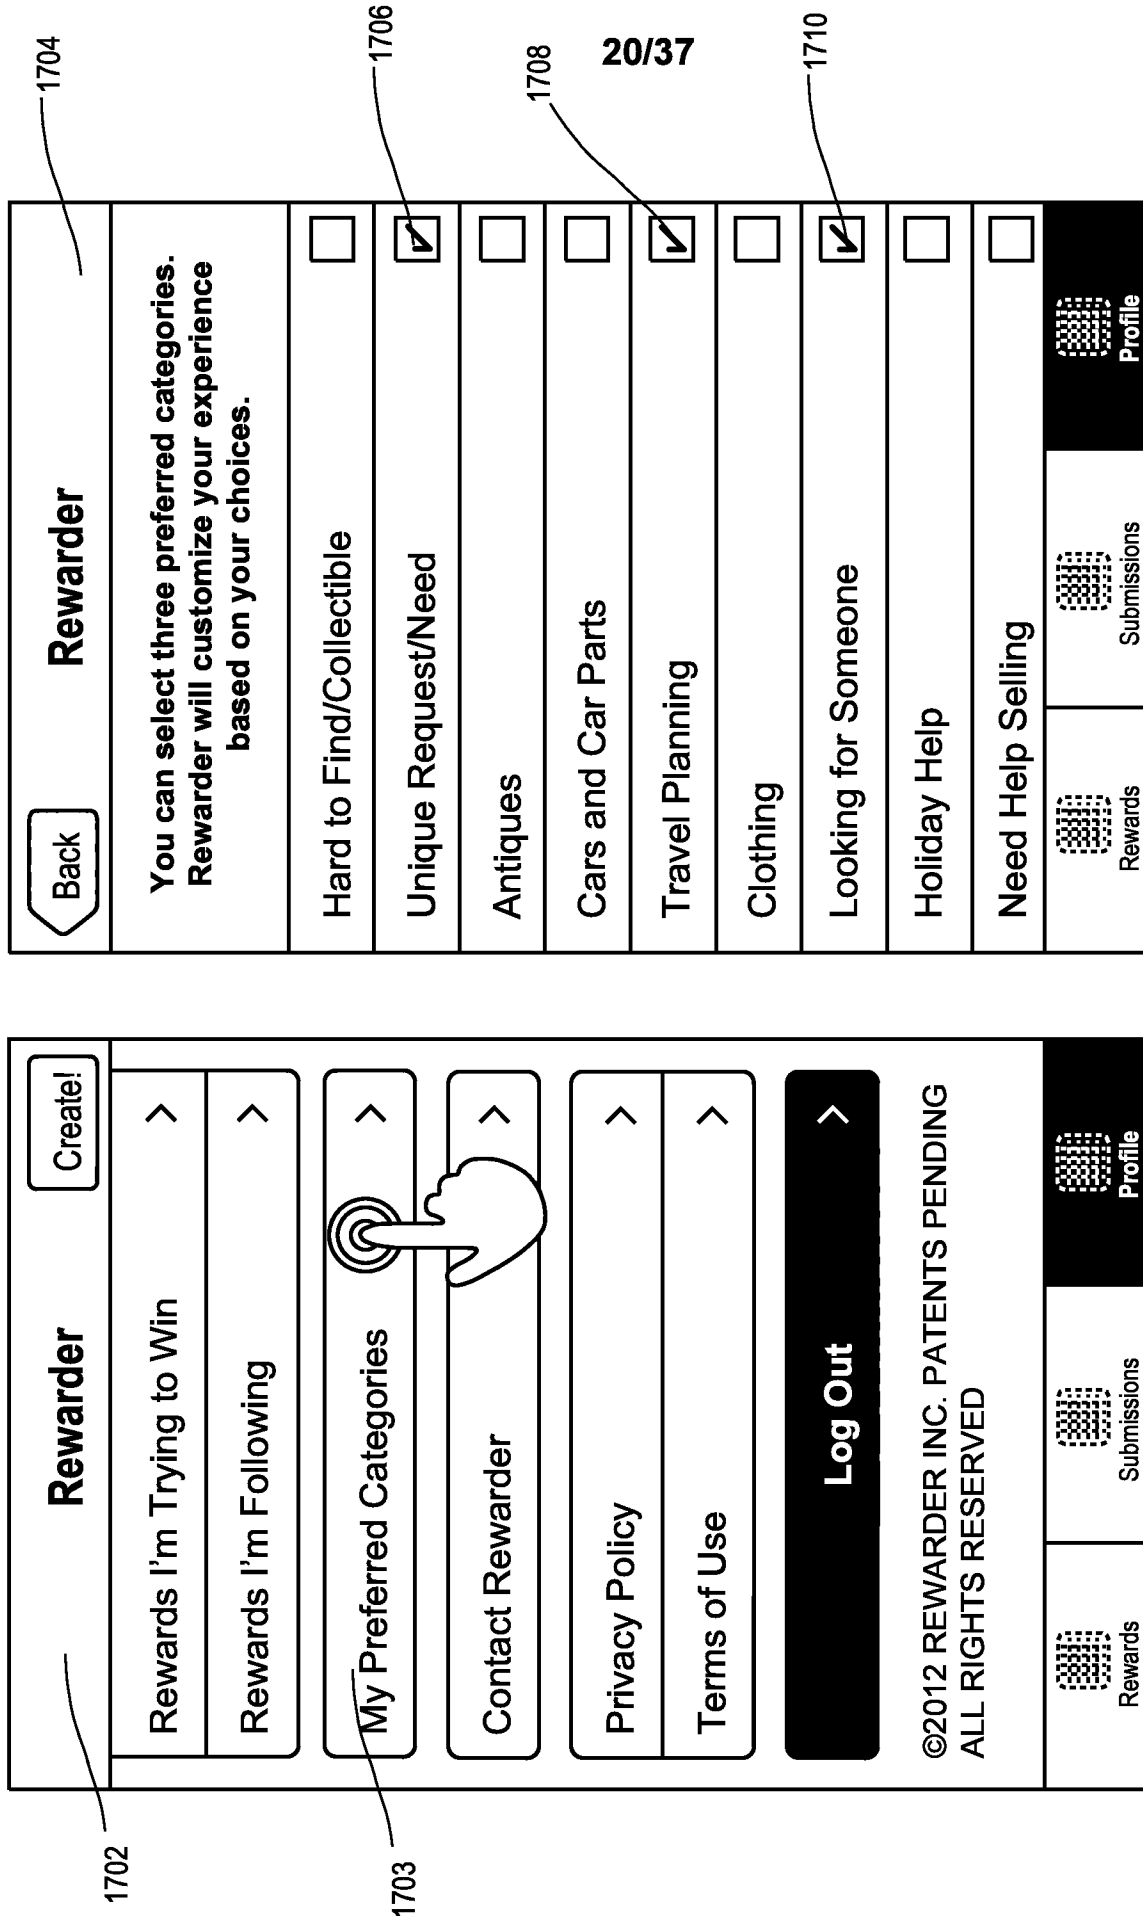 20/37
1702
Rewarder
Create!
Rewards I'm Trying to Win >
Rewards I'm Following >
1703
My Preferred Categories >
Contact Rewarder >
Privacy Policy >
Terms of Use >
Log Out >
©2012 REWARDER INC. PATENTS PENDING
ALL RIGHTS RESERVED
Rewards
Submissions
Profile
1704
Back
Rewarder
You can select three preferred categories.
Rewarder will customize your experience
based on your choices.
Hard to Find/Collectible
Unique Request/Need
1706
Antiques
Cars and Car Parts
Travel Planning
1708
Clothing
Looking for Someone
1710
Holiday Help
Need Help Selling
Rewards
Submissions
Profile